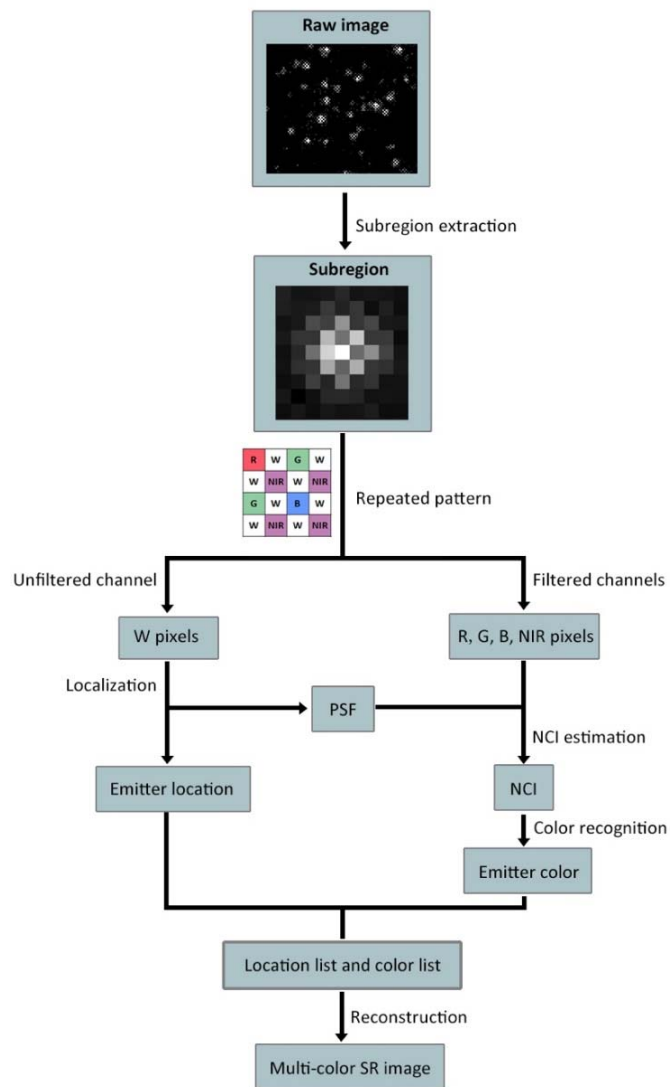 Raw image
Subregion extraction
Subregion
R W G W
W NIR W NIR
G W B W
W NIR W NIR
Repeated pattern
Unfiltered channel
Filtered channels
W pixels
R, G, B, NIR pixels
Localization
PSF
NCI estimation
Emitter location
NCI
Color recognition
Emitter color
Location list and color list
Reconstruction
Multi-color SR image